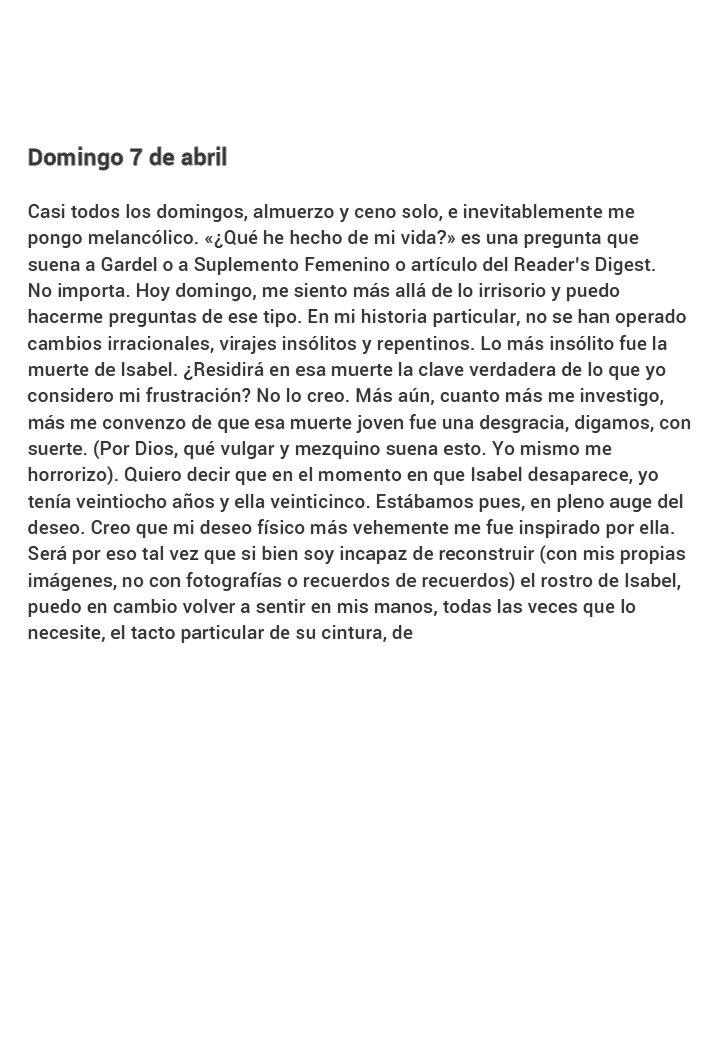 Domingo 7 de abril
Casi todos los domingos, almuerzo y ceno solo, e inevitablemente me
pongo melancólico. «¿Qué he hecho de mi vida?» es una pregunta que
suena a Gardel o a Suplemento Femenino o artículo del Reader's Digest.
No importa. Hoy domingo, me siento más allá de lo irrisorio y puedo
hacerme preguntas de ese tipo. En mi historia particular, no se han operado
cambios irracionales, virajes insólitos y repentinos. Lo más insólito fue la
muerte de Isabel. ¿Residirá en esa muerte la clave verdadera de lo que yo
considero mi frustración? No lo creo. Más aún, cuanto más me investigo,
más me convenzo de que esa muerte joven fue una desgracia, digamos, con
suerte. (Por Dios, qué vulgar y mezquino suena esto. Yo mismo me
horrorizo). Quiero decir que en el momento en que Isabel desaparece, yo
tenía veintiocho años y ella veinticinco. Estábamos pues, en pleno auge del
deseo. Creo que mi deseo físico más vehemente me fue inspirado por ella.
Será por eso tal vez que si bien soy incapaz de reconstruir (con mis propias
imágenes, no con fotografías o recuerdos de recuerdos) el rostro de Isabel,
puedo en cambio volver a sentir en mis manos, todas las veces que lo
necesite, el tacto particular de su cintura, de